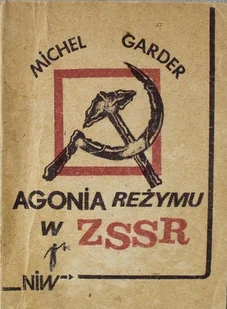 MICHEL GARDER
AGONIA REŻYMU
W ZSSR
NIW